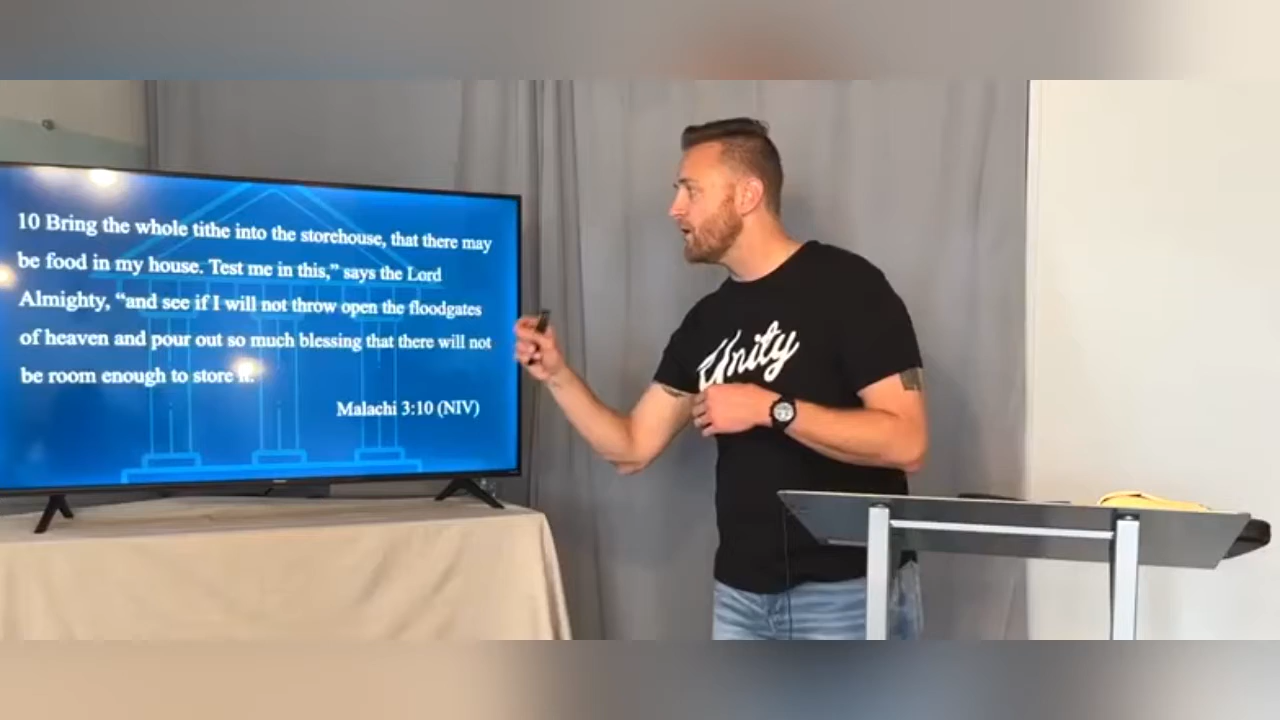 10 Bring the whole tithe into the storehouse, that there may
be food in my house. Test me in this,” says the Lord
Almighty, “and see if I will not throw open the floodgates
of heaven and pour out so much blessing that there will not
be room enough to store it.
Malachi 3:10 (NIV)
Unity